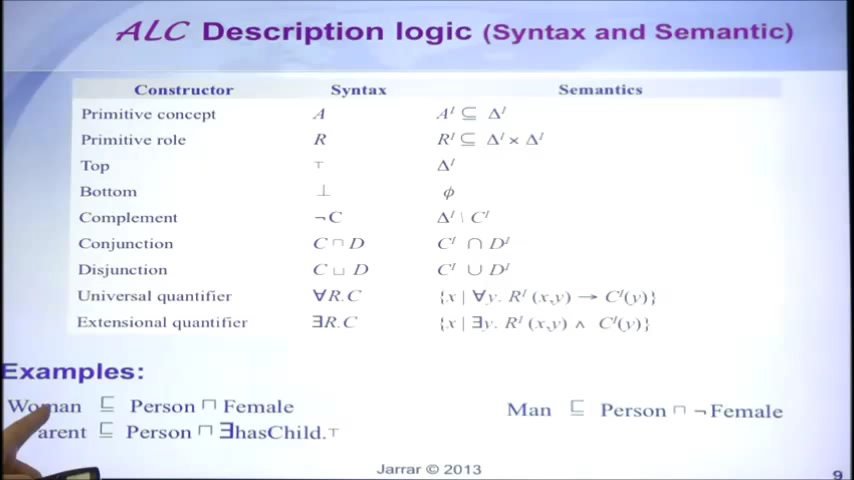 ALC Description logic (Syntax and Semantic)
Constructor Syntax Semantics
Primitive concept A Aᴵ ⊆ Δᴵ
Primitive role R Rᴵ ⊆ Δᴵ × Δᴵ
Top ⊤ Δᴵ
Bottom ⊥ ϕ
Complement ¬C Δᴵ \ Cᴵ
Conjunction C ⊓ D Cᴵ ∩ Dᴵ
Disjunction C ⊔ D Cᴵ ∪ Dᴵ
Universal quantifier ∀R.C {x | ∀y. Rᴵ (x,y) → Cᴵ(y)}
Extensional quantifier ∃R.C {x | ∃y. Rᴵ (x,y) ∧ Cᴵ(y)}
Examples:
Woman ⊑ Person ⊓ Female Man ⊑ Person ⊓ ¬Female
arent ⊑ Person ⊓ ∃hasChild.⊤
Jarrar © 2013
9